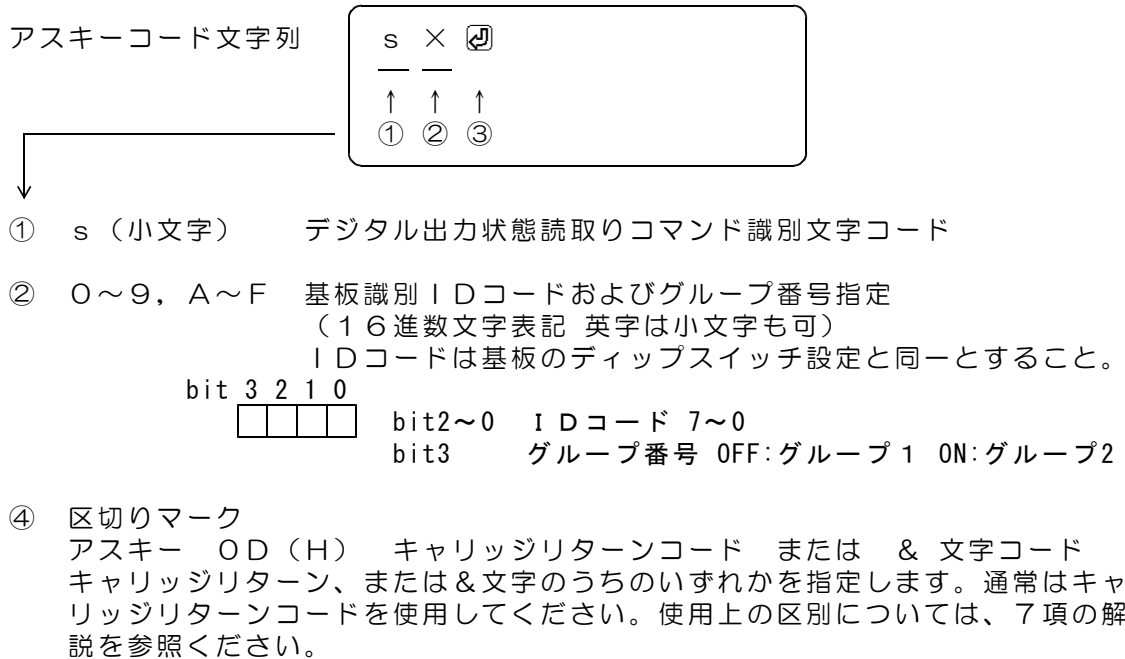 アスキーコード文字列
ｓ × ⏎
↑ ↑ ↑
① ② ③
① ｓ（小文字） デジタル出力状態読取りコマンド識別文字コード
② ０～９，Ａ～Ｆ 基板識別ＩＤコードおよびグループ番号指定
（１６進数文字表記 英字は小文字も可）
ＩＤコードは基板のディップスイッチ設定と同一とすること。
bit 3 2 1 0
bit2～0 ＩＤコード 7～0
bit3 グループ番号 OFF:グループ１ ON:グループ2
④ 区切りマーク
アスキー ０Ｄ（Ｈ） キャリッジリターンコード または ＆ 文字コード
キャリッジリターン、または＆文字のうちのいずれかを指定します。通常はキャ
リッジリターンコードを使用してください。使用上の区別については、７項の解
説を参照ください。